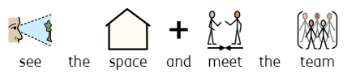 see the space and meet the team